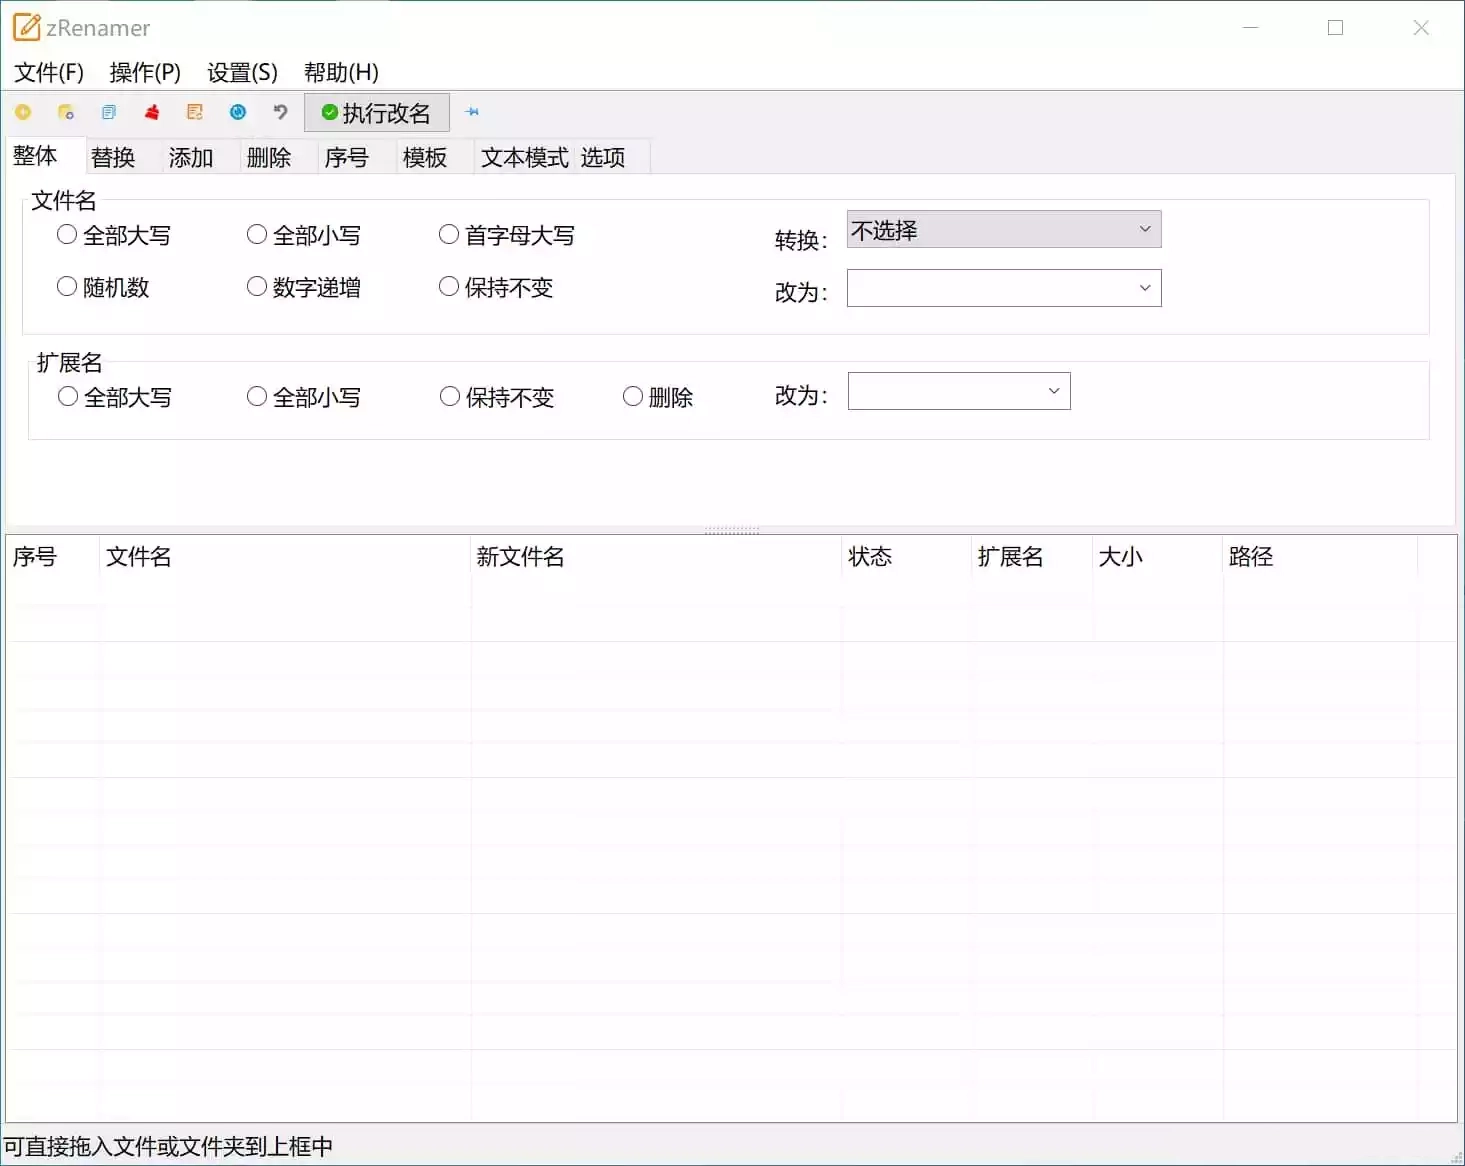 zRenamer
文件(F) 操作(P) 设置(S) 帮助(H)
执行改名
整体 替换 添加 删除 序号 模板 文本模式 选项
文件名
全部大写 全部小写 首字母大写 转换： 不选择
随机数 数字递增 保持不变 改为：
扩展名
全部大写 全部小写 保持不变 删除 改为：
序号 文件名 新文件名 状态 扩展名 大小 路径
可直接拖入文件或文件夹到上框中